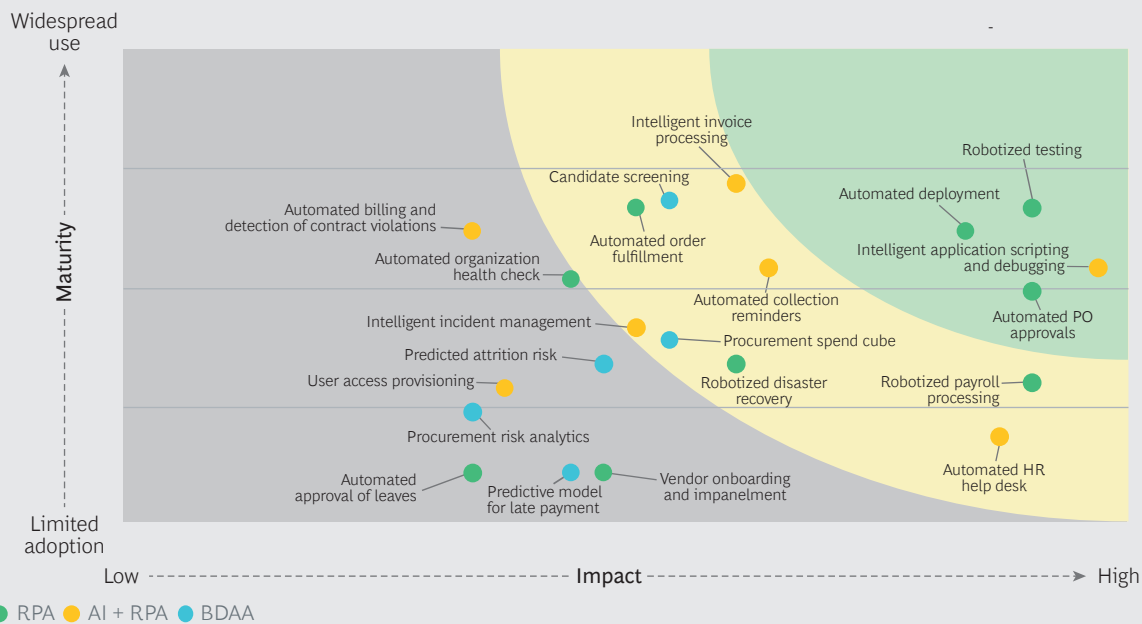 Widespread
use
Maturity
Limited
adoption
Intelligent invoice
processing
Robotized testing
Candidate screening
Automated deployment
Automated billing and
detection of contract violations
Automated order
fulfillment
Intelligent application scripting
and debugging
Automated organization
health check
Automated collection
reminders
Automated PO
approvals
Intelligent incident management
Procurement spend cube
Predicted attrition risk
User access provisioning
Robotized disaster
recovery
Robotized payroll
processing
Procurement risk analytics
Automated HR
help desk
Automated
approval of leaves
Predictive model
for late payment
Vendor onboarding
and impanelment
Low
Impact
High
RPA
AI + RPA
BDAA